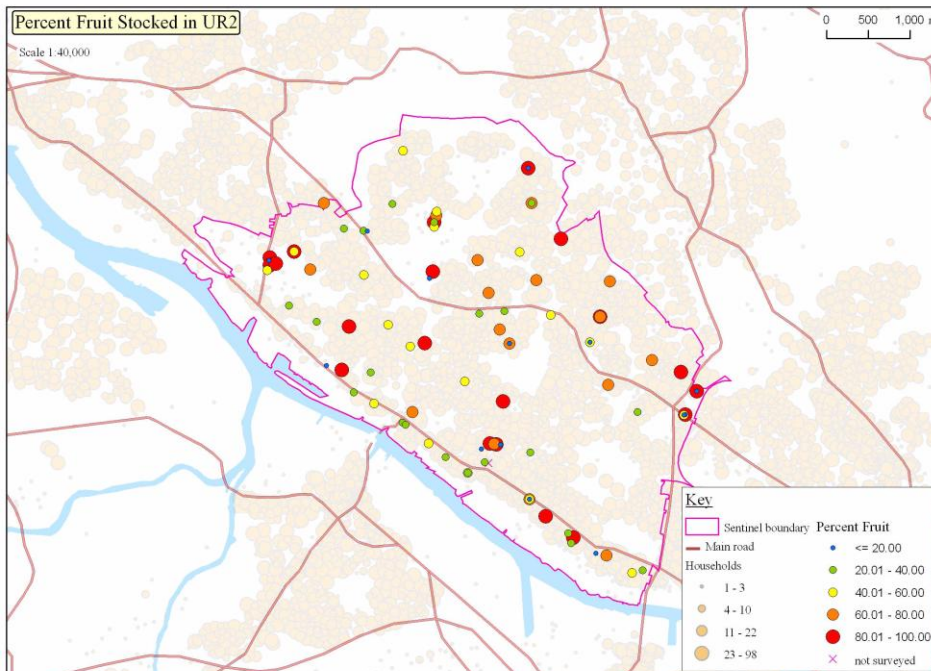 Percent Fruit Stocked in UR2
0 500 1,000
Scale 1:40,000
Key
Sentinel boundary
Main road
Households
1 - 3
4 - 10
11 - 22
23 - 98
Percent Fruit
<= 20.00
20.01 - 40.00
40.01 - 60.00
60.01 - 80.00
80.01 - 100.00
not surveyed